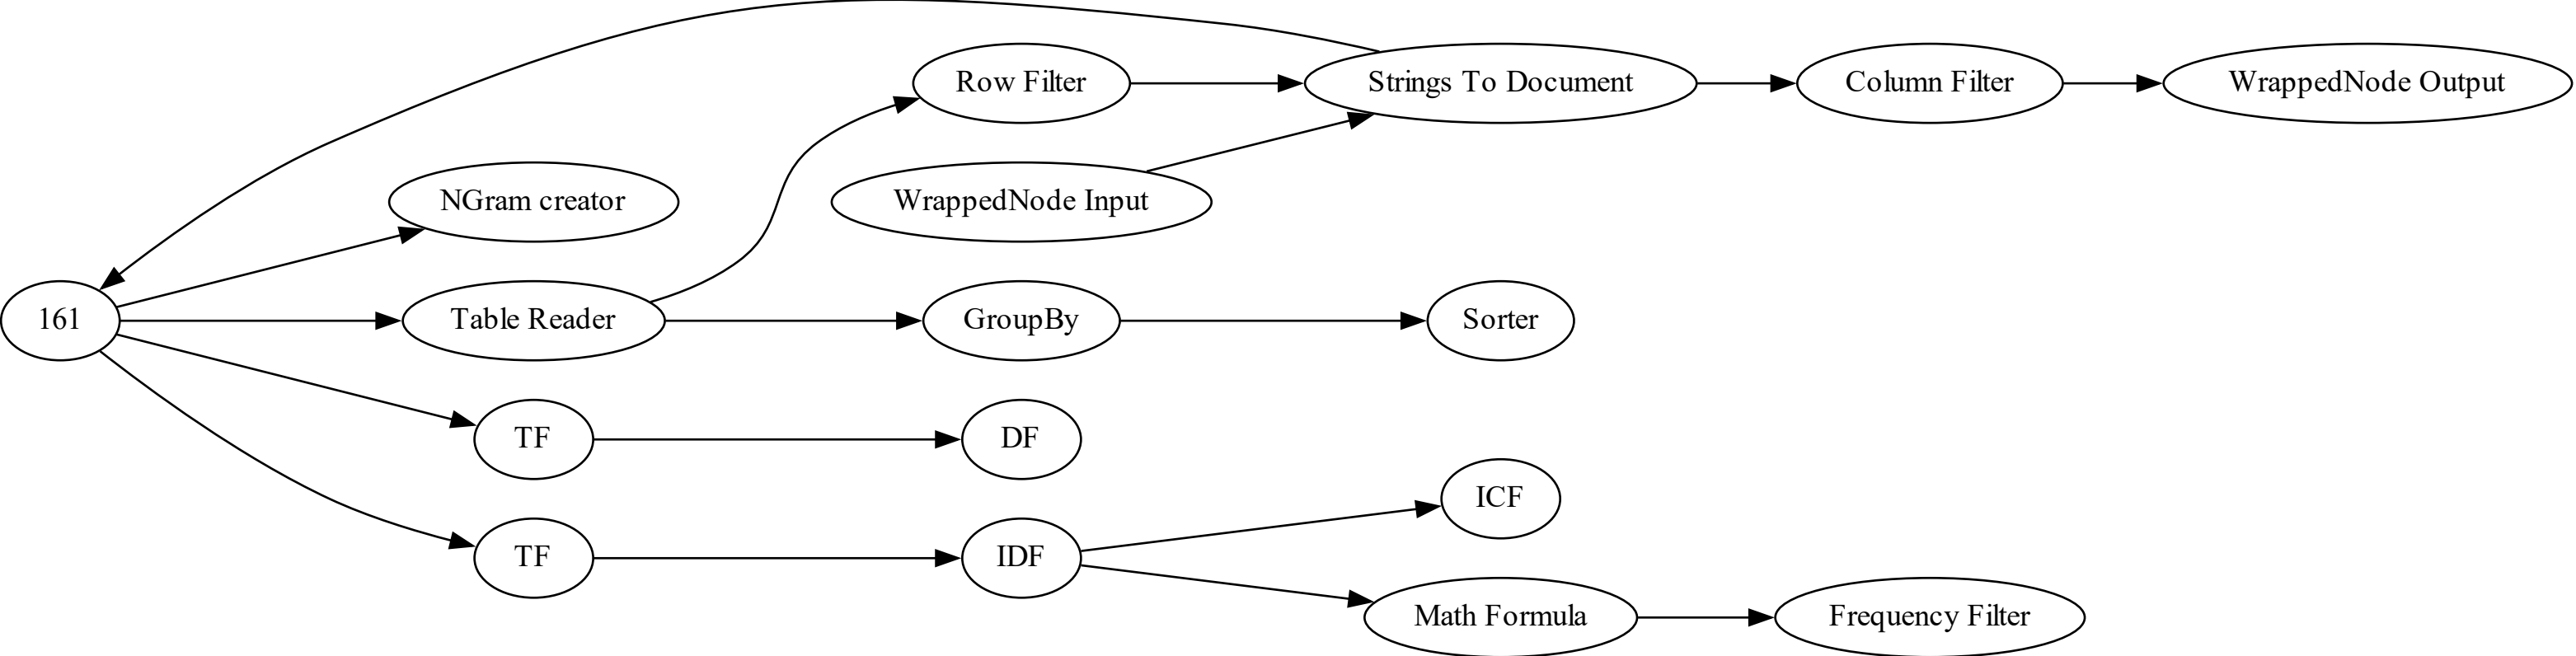 Row Filter
Strings To Document
Column Filter
WrappedNode Output
NGram creator
WrappedNode Input
161
Table Reader
GroupBy
Sorter
TF
DF
ICF
TF
IDF
Math Formula
Frequency Filter